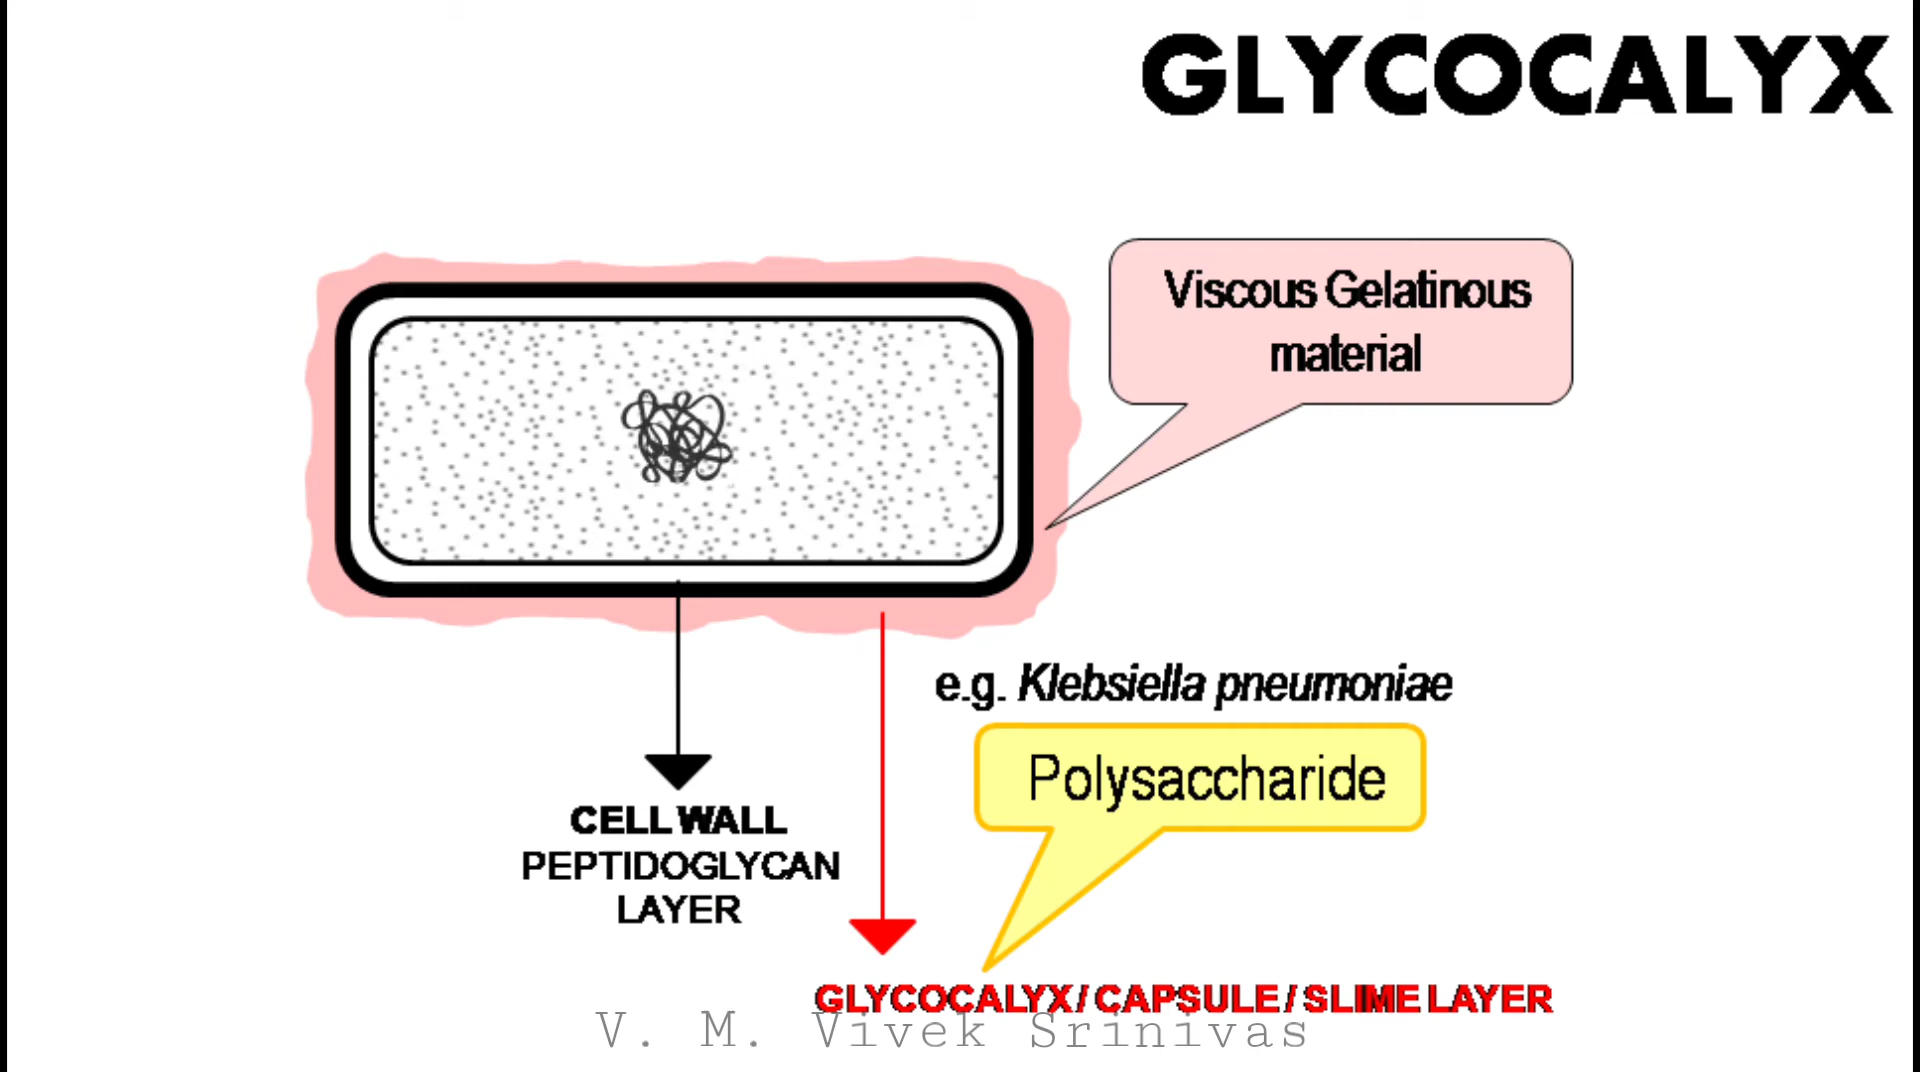 GLYCOCALYX
Viscous Gelatinous
material
e.g. Klebsiella pneumoniae
Polysaccharide
CELL WALL
PEPTIDOGLYCAN
LAYER
GLYCOCALYX / CAPSULE / SLIME LAYER
V. M. Vivek Srinivas